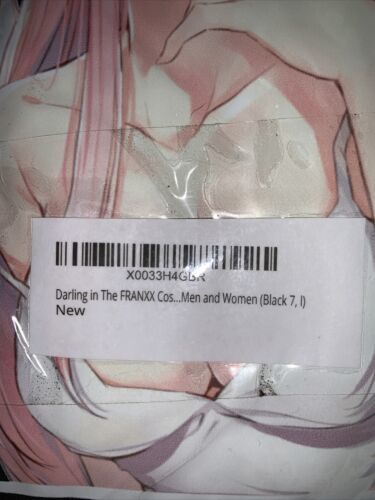 X0033H4GBR
Darling in The FRANXX Cos...Men and Women (Black 7, l)
New